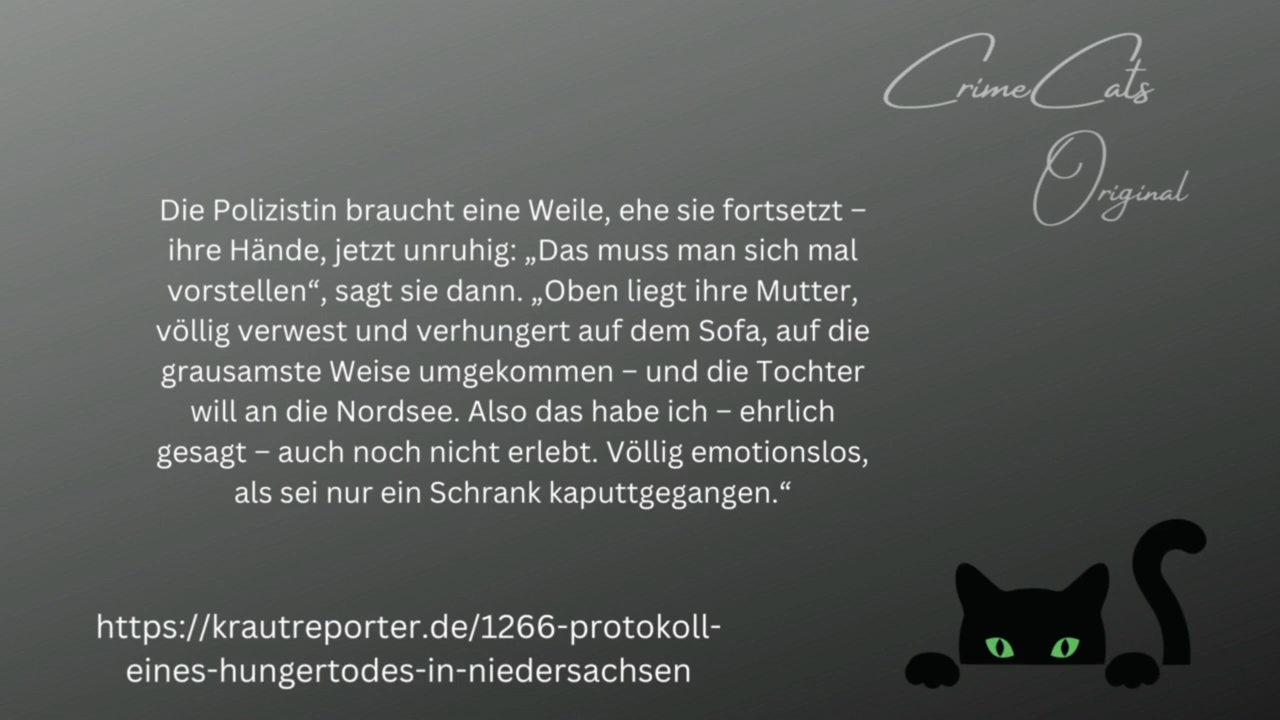 CrimeCats
Original
Die Polizistin braucht eine Weile, ehe sie fortsetzt –
ihre Hände, jetzt unruhig: „Das muss man sich mal
vorstellen“, sagt sie dann. „Oben liegt ihre Mutter,
völlig verwest und verhungert auf dem Sofa, auf die
grausamste Weise umgekommen – und die Tochter
will an die Nordsee. Also das habe ich – ehrlich
gesagt – auch noch nicht erlebt. Völlig emotionslos,
als sei nur ein Schrank kaputtgegangen.“
https://krautreporter.de/1266-protokoll-
eines-hungertodes-in-niedersachsen